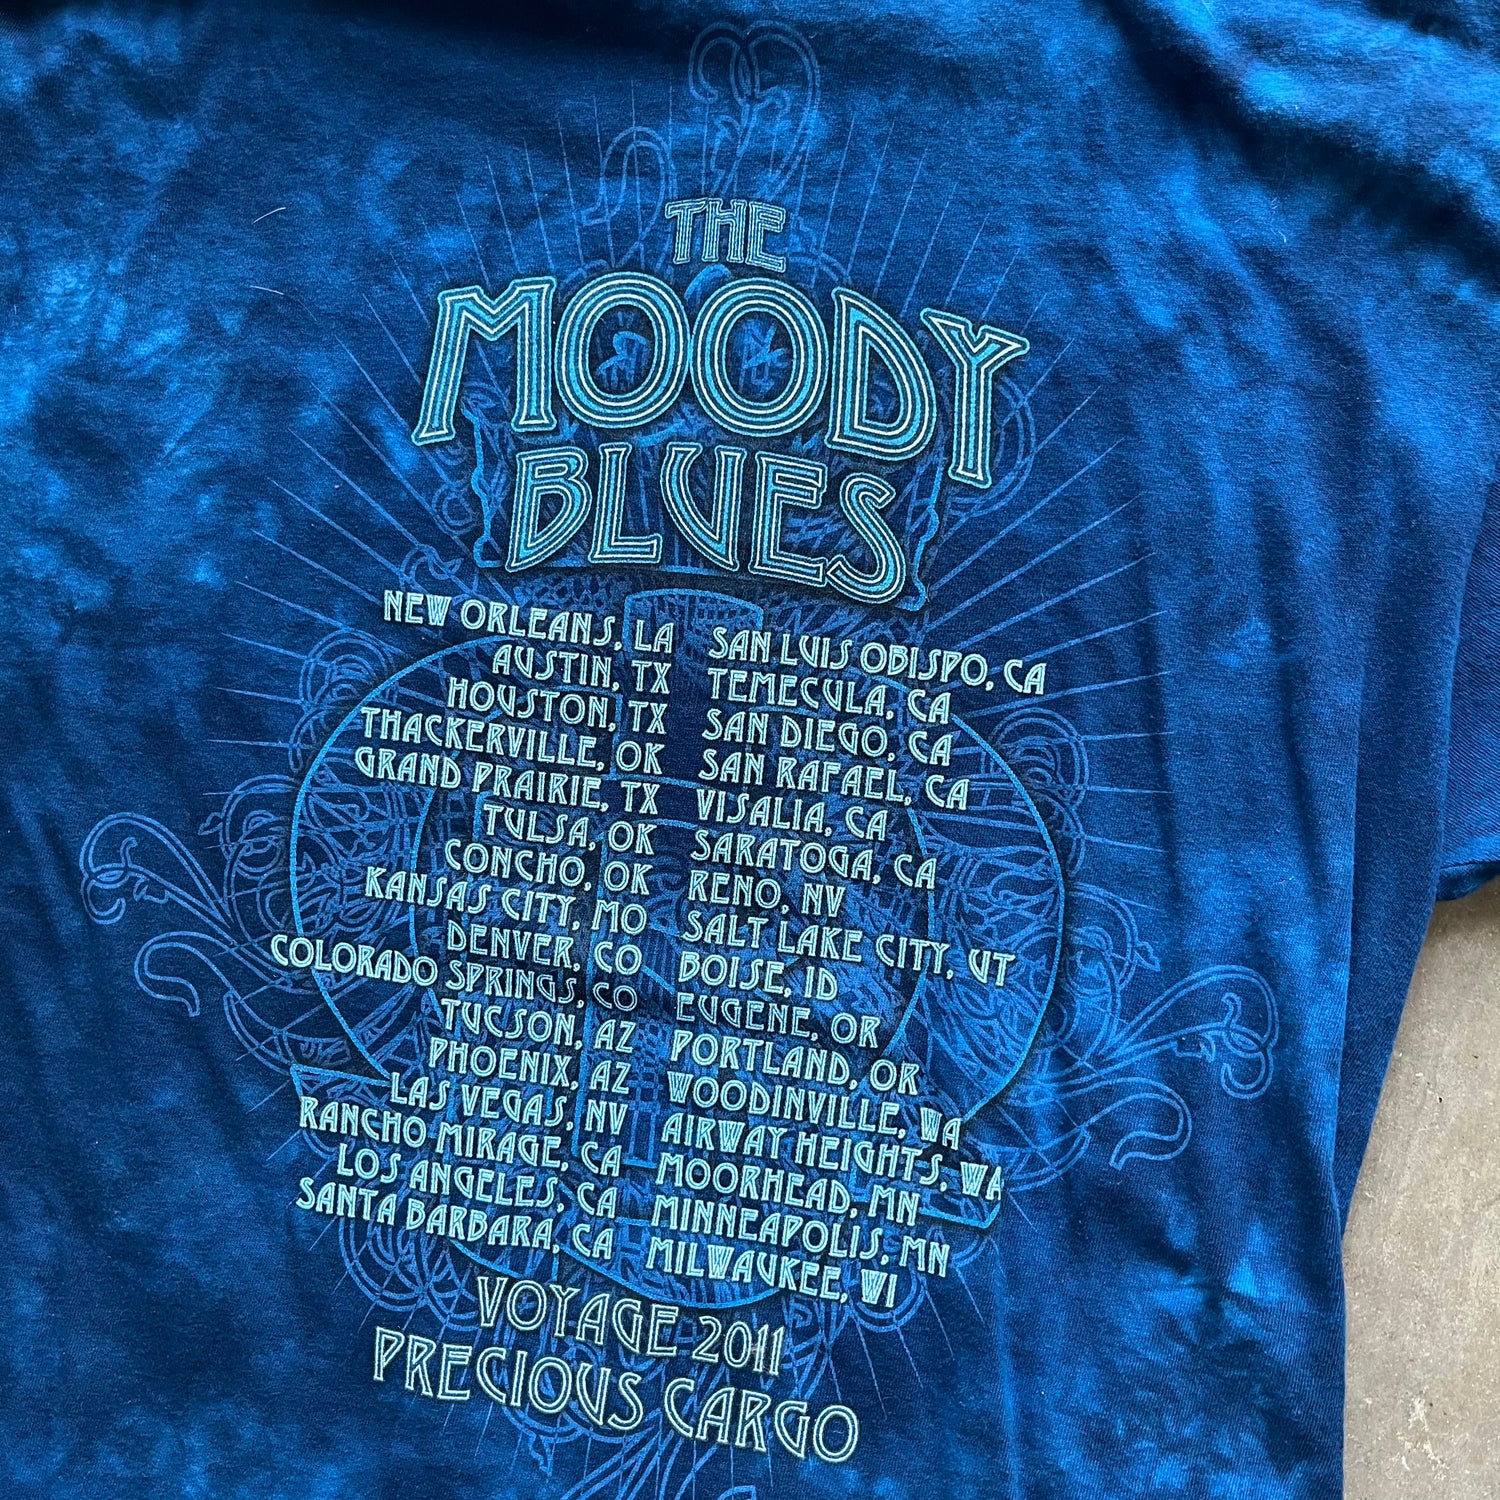 THE
MOODY
BLUES
NEW ORLEANS, LA
AUSTIN, TX
HOUSTON, TX
THACKERVILLE, OK
GRAND PRAIRIE, TX
TULSA, OK
CONCHO, OK
KANSAS CITY, MO
DENVER, CO
COLORADO SPRINGS, CO
TUCSON, AZ
PHOENIX, AZ
LAS VEGAS, NV
RANCHO MIRAGE, CA
LOS ANGELES, CA
SANTA BARBARA, CA
SAN LUIS OBISPO, CA
TEMECULA, CA
SAN DIEGO, CA
SAN RAFAEL, CA
VISALIA, CA
SARATOGA, CA
RENO, NV
SALT LAKE CITY, UT
BOISE, ID
EUGENE, OR
PORTLAND, OR
WOODINVILLE, WA
AIRWAY HEIGHTS, WA
MOORHEAD, MN
MINNEAPOLIS, MN
MILWAUKEE, WI
VOYAGE 2011
PRECIOUS CARGO